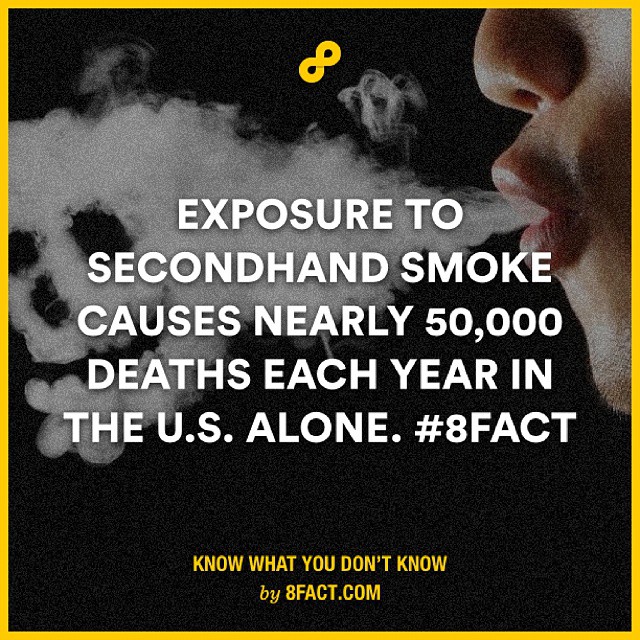 EXPOSURE TO
SECONDHAND SMOKE
CAUSES NEARLY 50,000
DEATHS EACH YEAR IN
THE U.S. ALONE. #8FACT
KNOW WHAT YOU DON'T KNOW
by 8FACT.COM